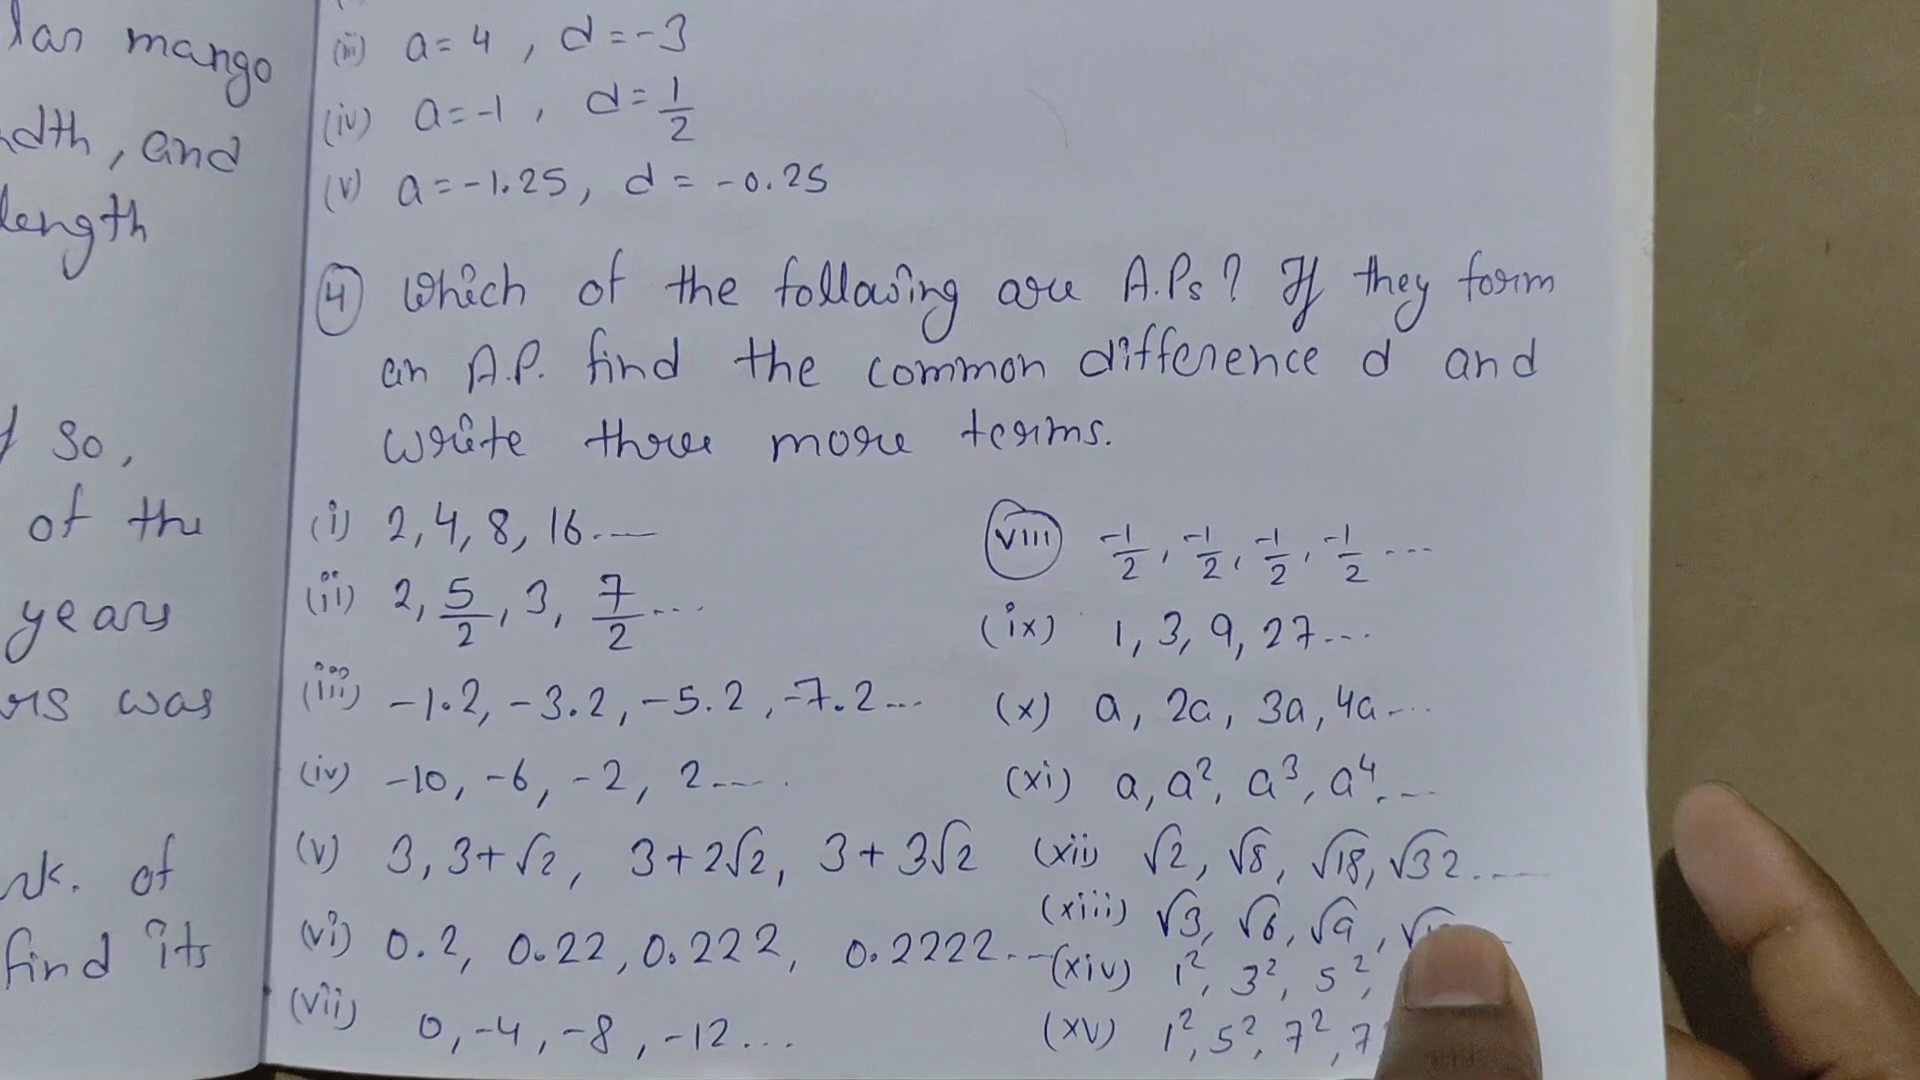 lar mango
dth, and
length
so,
of the
years
rs was
rk. of
find its
(iii) a=4, d=-3
(iv) a=-1, d=1/2
(v) a=-1.25, d=-0.25
(4) Which of the following are A.Ps? If they form
an A.P. find the common difference d and
write three more terms.
(i) 2, 4, 8, 16....
(ii) 2, 5/2, 3, 7/2....
(iii) -1.2, -3.2, -5.2, -7.2...
(iv) -10, -6, -2, 2....
(v) 3, 3+√2, 3+2√2, 3+3√2
(vi) 0.2, 0.22, 0.222, 0.2222...
(vii) 0, -4, -8, -12...
(viii) -1/2, -1/2, -1/2, -1/2 ...
(ix) 1, 3, 9, 27...
(x) a, 2a, 3a, 4a...
(xi) a, a², a³, a⁴...
(xii) √2, √8, √18, √32....
(xiii) √3, √6, √9,
(xiv) 1², 3², 5²,
(xv) 1², 5², 7², 7